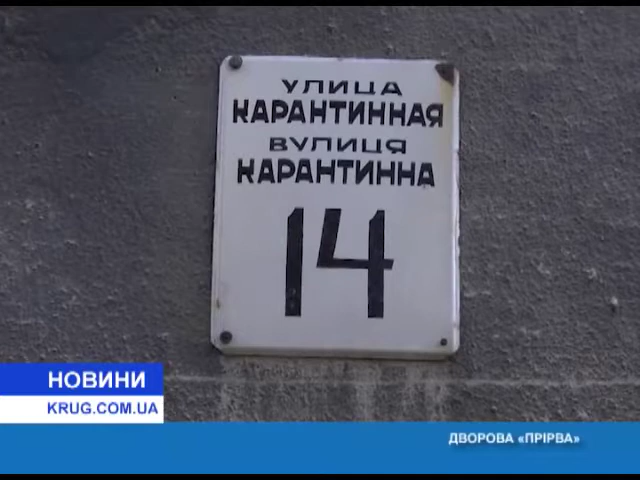 УЛИЦА
КАРАНТИННАЯ
ВУЛИЦЯ
КАРАНТИННА
14
НОВИНИ
KRUG.COM.UA
ДВОРОВА «ПРІРВА»